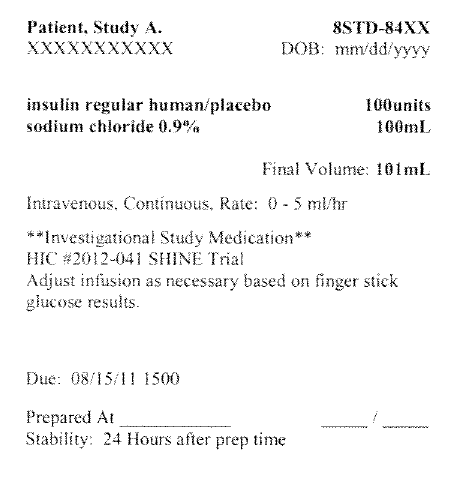 Patient, Study A. 8STD-84XX
XXXXXXXXXXX DOB: mm/dd/yyyy
insulin regular human/placebo 100units
sodium chloride 0.9% 100mL
Final Volume: 101mL
Intravenous, Continuous, Rate: 0 - 5 ml/hr
**Investigational Study Medication**
HIC #2012-041 SHINE Trial
Adjust infusion as necessary based on finger stick
glucose results.
Due: 08/15/11 1500
Prepared At ____________ _____ / _____
Stability: 24 Hours after prep time